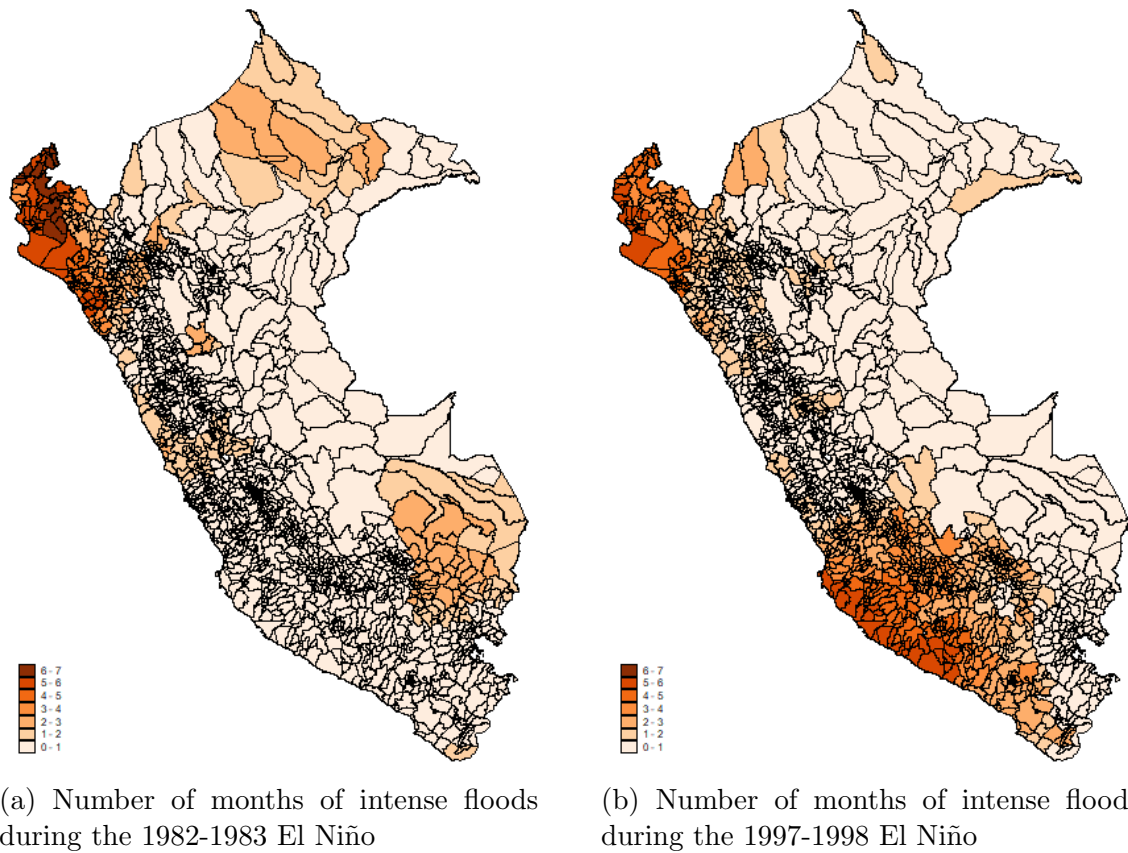 6 - 7
5 - 6
4 - 5
3 - 4
2 - 3
1 - 2
0 - 1
6 - 7
5 - 6
4 - 5
3 - 4
2 - 3
1 - 2
0 - 1
(a) Number of months of intense floods
during the 1982-1983 El Niño
(b) Number of months of intense flood
during the 1997-1998 El Niño